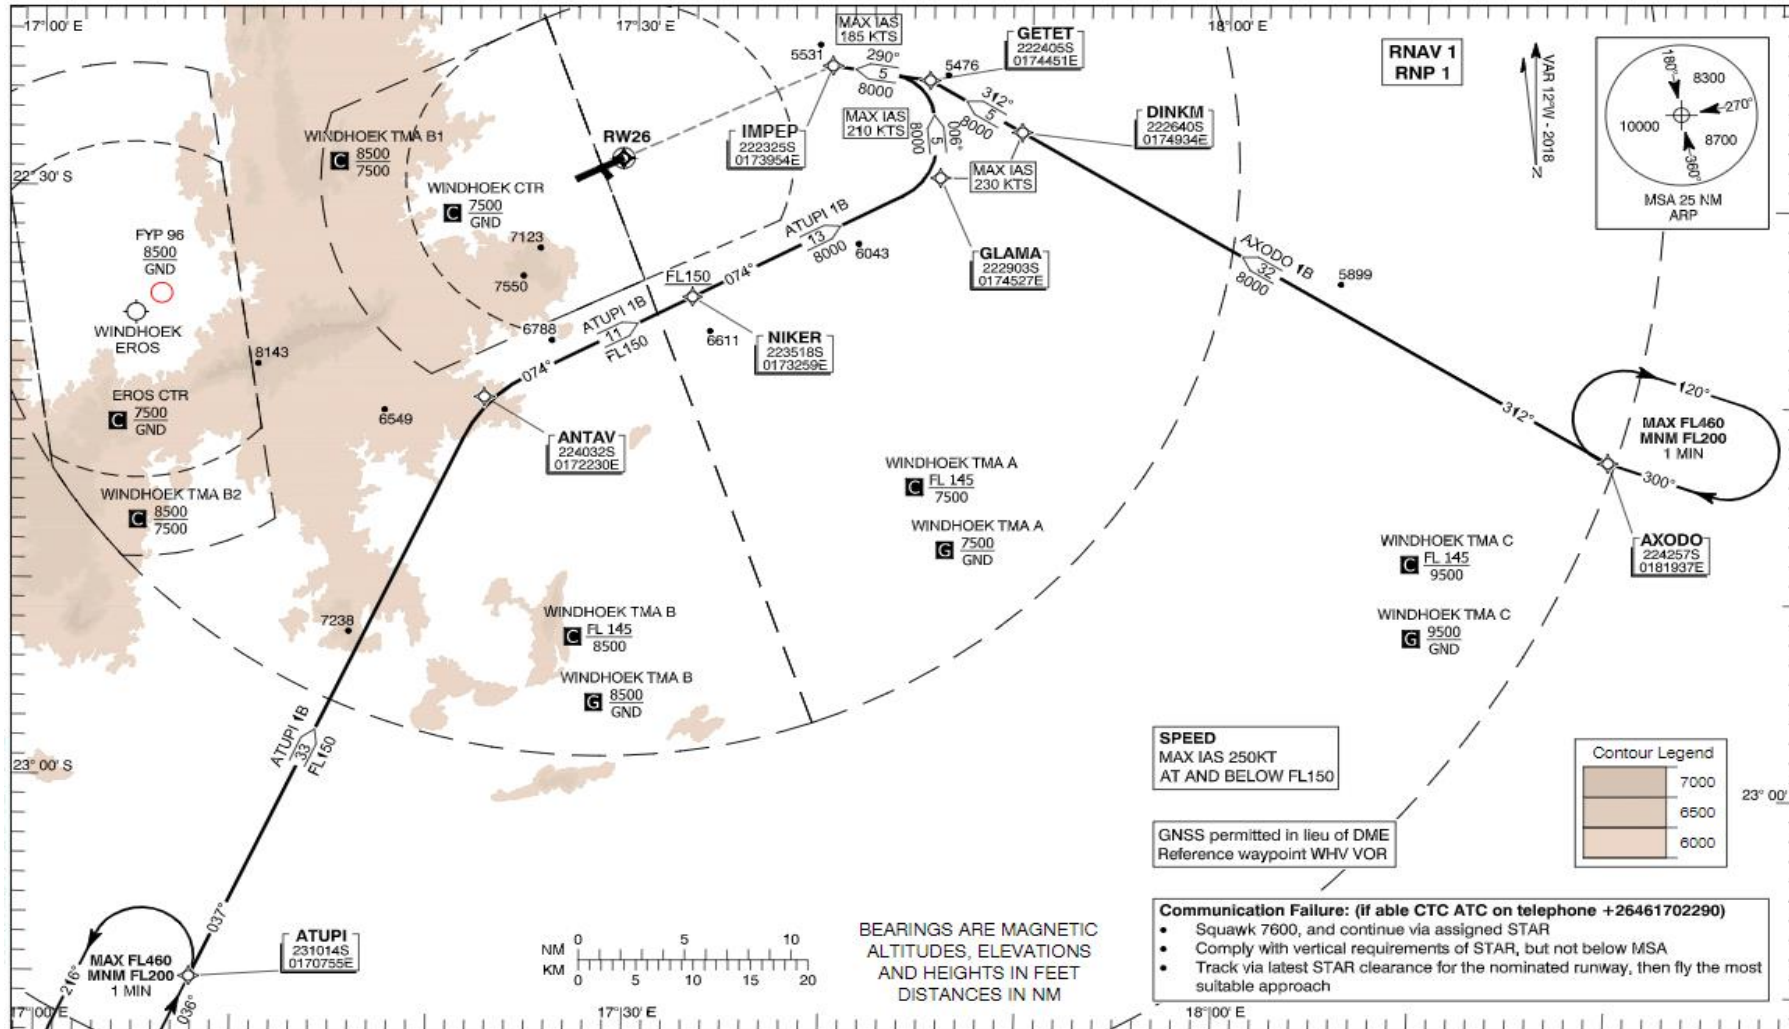 17° 00' E
17° 30' E
18° 00' E
MAX IAS
185 KTS
5531
290°
5
8000
GETET
222405S
0174451E
5476
RNAV 1
RNP 1
VAR 12°W - 2018
N
180°
8300
270°
10000
8700
360°
MSA 25 NM
ARP
WINDHOEK TMA B1
C
8500
7500
RW26
IMPEP
222325S
0173954E
MAX IAS
210 KTS
006°
5
8000
312°
5
8000
DINKM
222640S
0174934E
MAX IAS
230 KTS
22° 30' S
WINDHOEK CTR
C
7500
GND
FYP 96
8500
GND
7123
7550
ATUPI 1B
13
8000
6043
GLAMA
222903S
0174527E
AXODO 1B
32
8000
5899
FL150
074°
WINDHOEK
EROS
6788
ATUPI 1B
11
FL150
6611
NIKER
223518S
0173259E
8143
074°
EROS CTR
C
7500
GND
6549
ANTAV
224032S
0172230E
312°
120°
MAX FL460
MNM FL200
1 MIN
300°
WINDHOEK TMA A
C
FL 145
7500
WINDHOEK TMA B2
C
8500
7500
WINDHOEK TMA A
G
7500
GND
WINDHOEK TMA C
C
FL 145
9500
AXODO
224257S
0181937E
7238
WINDHOEK TMA B
C
FL 145
8500
WINDHOEK TMA C
G
9500
GND
WINDHOEK TMA B
G
8500
GND
ATUPI 1B
33
FL150
23° 00' S
SPEED
MAX IAS 250KT
AT AND BELOW FL150
Contour Legend
7000
6500
6000
23° 00'
GNSS permitted in lieu of DME
Reference waypoint WHV VOR
037°
ATUPI
231014S
0170755E
MAX FL460
MNM FL200
1 MIN
216°
036°
NM
0
5
10
KM
0
5
10
15
20
BEARINGS ARE MAGNETIC
ALTITUDES, ELEVATIONS
AND HEIGHTS IN FEET
DISTANCES IN NM
Communication Failure: (if able CTC ATC on telephone +26461702290)
• Squawk 7600, and continue via assigned STAR
• Comply with vertical requirements of STAR, but not below MSA
• Track via latest STAR clearance for the nominated runway, then fly the most
suitable approach
17° 00' E
17° 30' E
18° 00' E